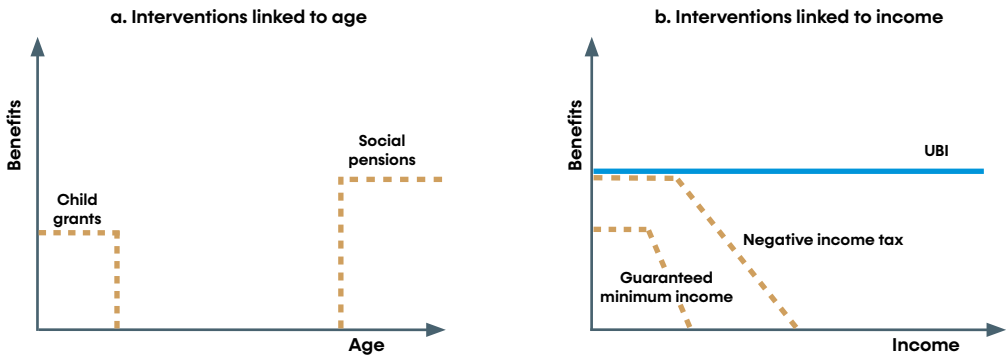 a. Interventions linked to age
Benefits
Child
grants
Social
pensions
Age
b. Interventions linked to income
Benefits
UBI
Negative income tax
Guaranteed
minimum income
Income